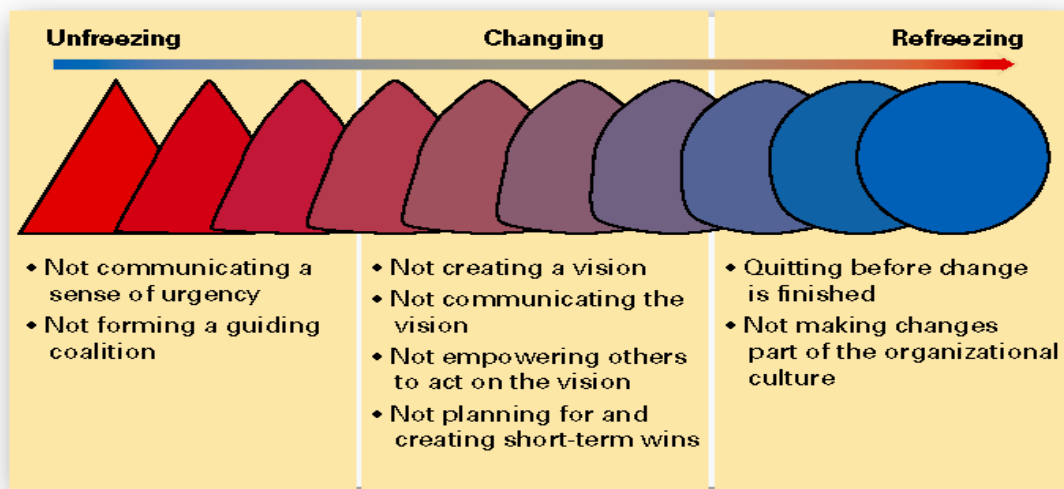 Unfreezing
Changing
Refreezing
• Not communicating a
sense of urgency
• Not forming a guiding
coalition
• Not creating a vision
• Not communicating the
vision
• Not empowering others
to act on the vision
• Not planning for and
creating short-term wins
• Quitting before change
is finished
• Not making changes
part of the organizational
culture